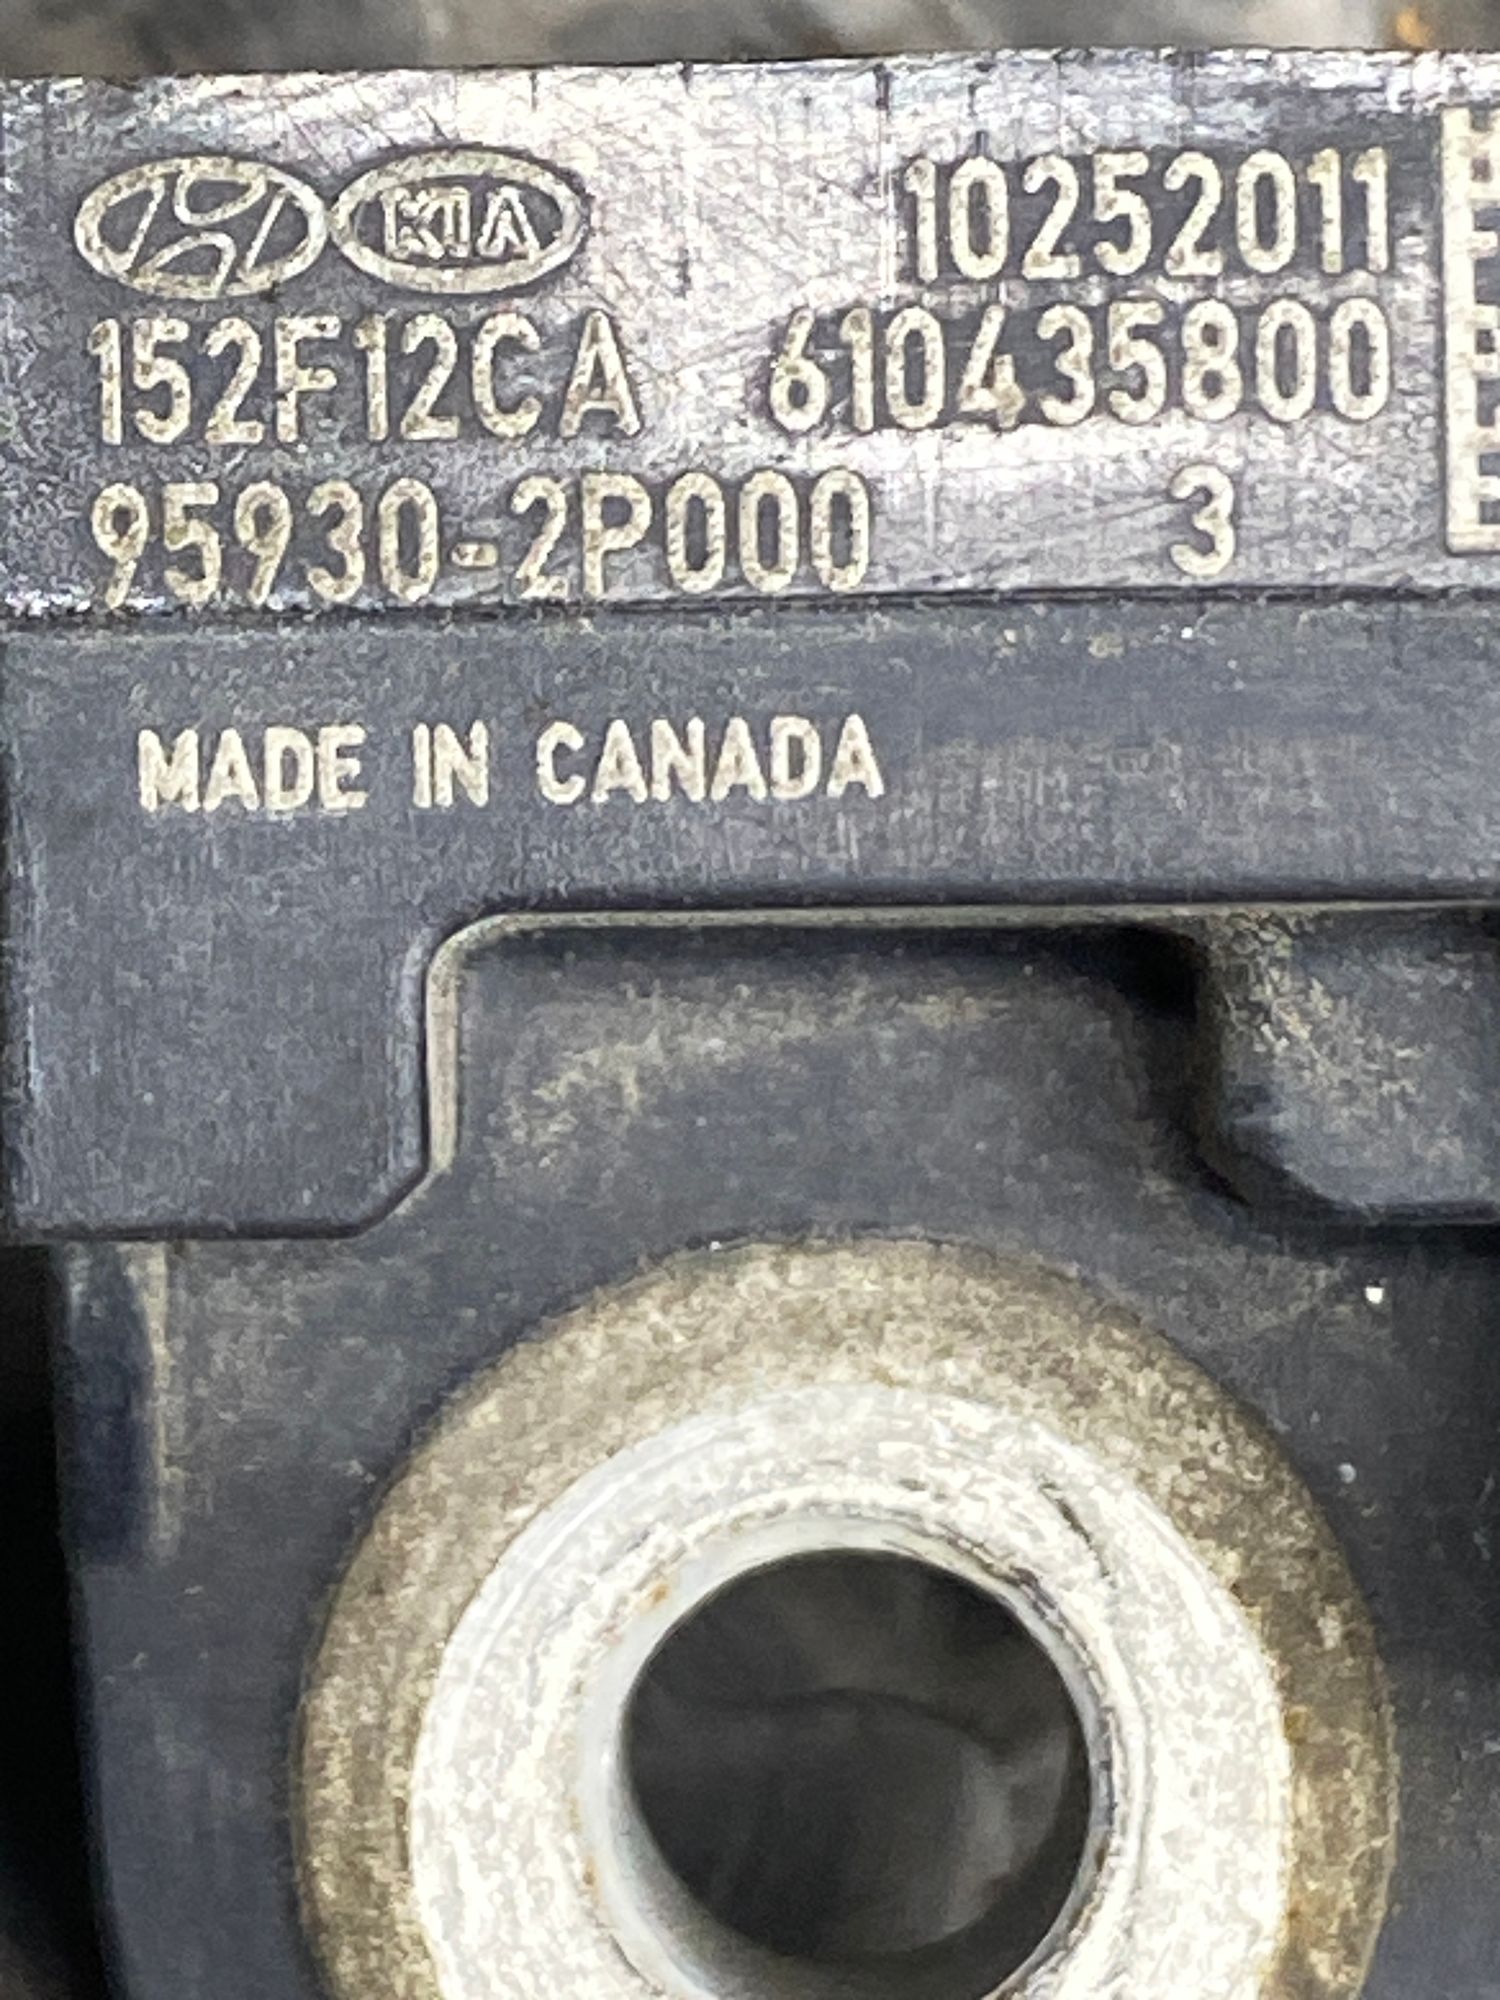 KIA 10252011
152F12CA 610435800
95930-2P000 3
MADE IN CANADA